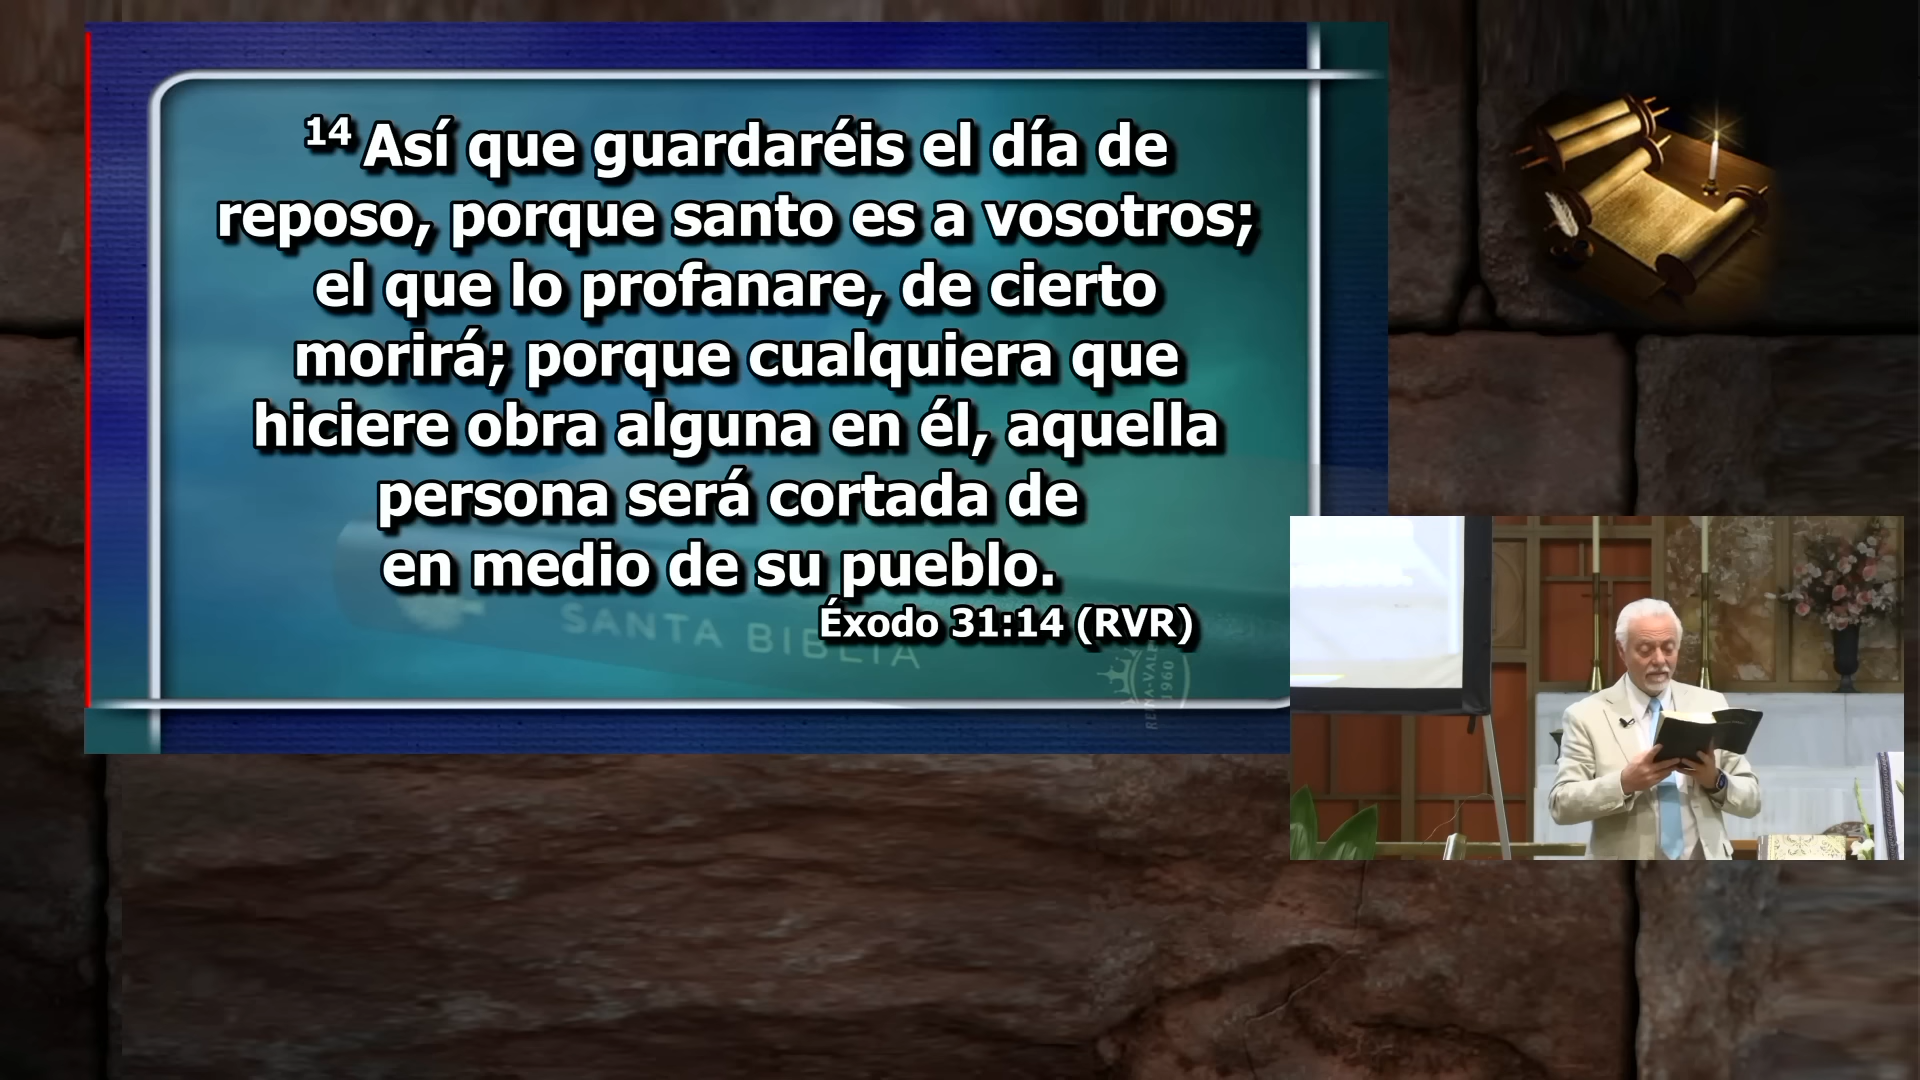 14 Así que guardaréis el día de
reposo, porque santo es a vosotros;
el que lo profanare, de cierto
morirá; porque cualquiera que
hiciere obra alguna en él, aquella
persona será cortada de
en medio de su pueblo.
Éxodo 31:14 (RVR)
SANTA BIBLIA
1960